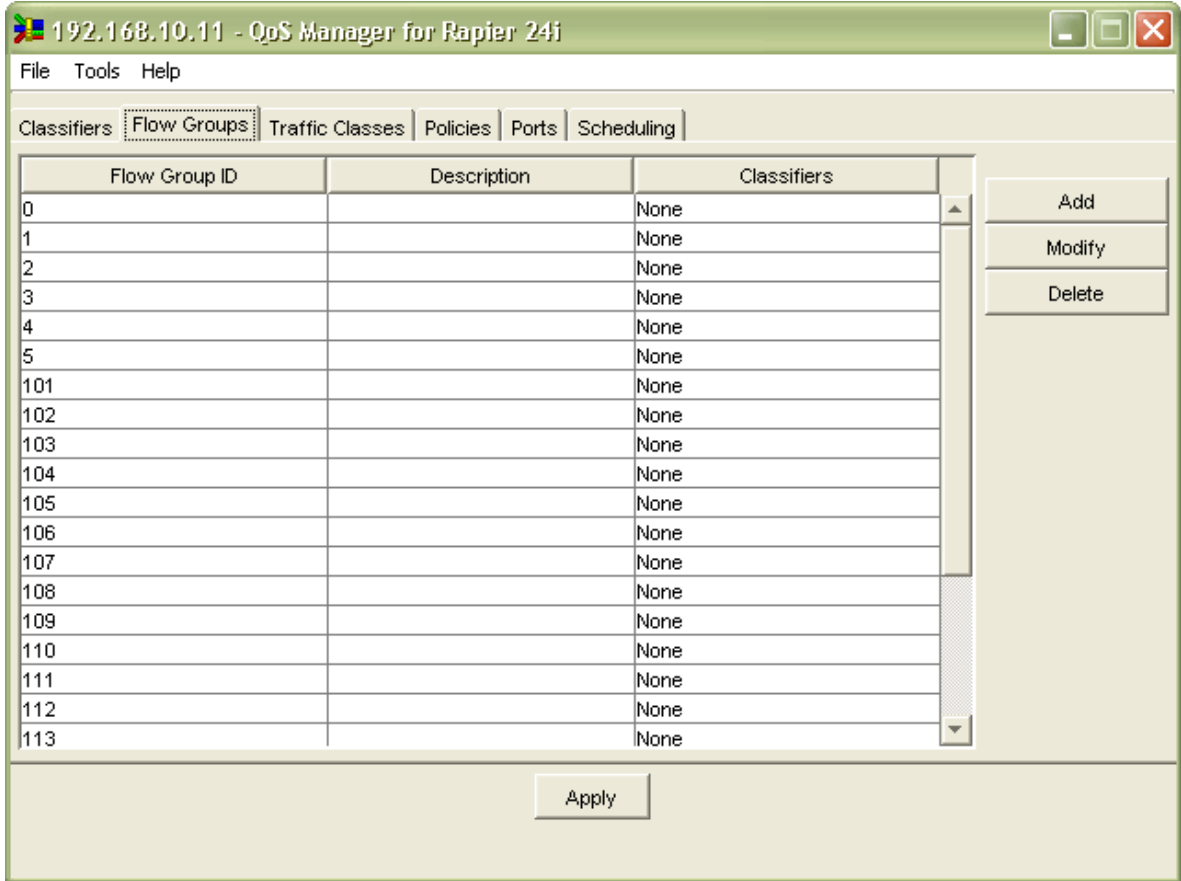 192.168.10.11 - QoS Manager for Rapier 24i
File Tools Help
Classifiers Flow Groups Traffic Classes Policies Ports Scheduling
Flow Group ID Description Classifiers
0 None
1 None
2 None
3 None
4 None
5 None
101 None
102 None
103 None
104 None
105 None
106 None
107 None
108 None
109 None
110 None
111 None
112 None
113 None
Add
Modify
Delete
Apply